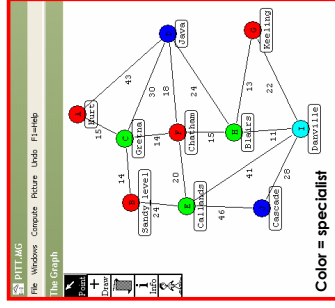 PITT.MG
File Windows Compute Picture Undo F1=Help
The Graph
Point
Draw
Info
A
Hurt
43
15
D
Java
C
Gretna
30
18
24
14
14
F
Chatham
15
H
Blairs
13
G
Keeling
22
11
Sandy level
24
20
E
Callands
41
46
I
Danville
28
Cascade
Color = specialist